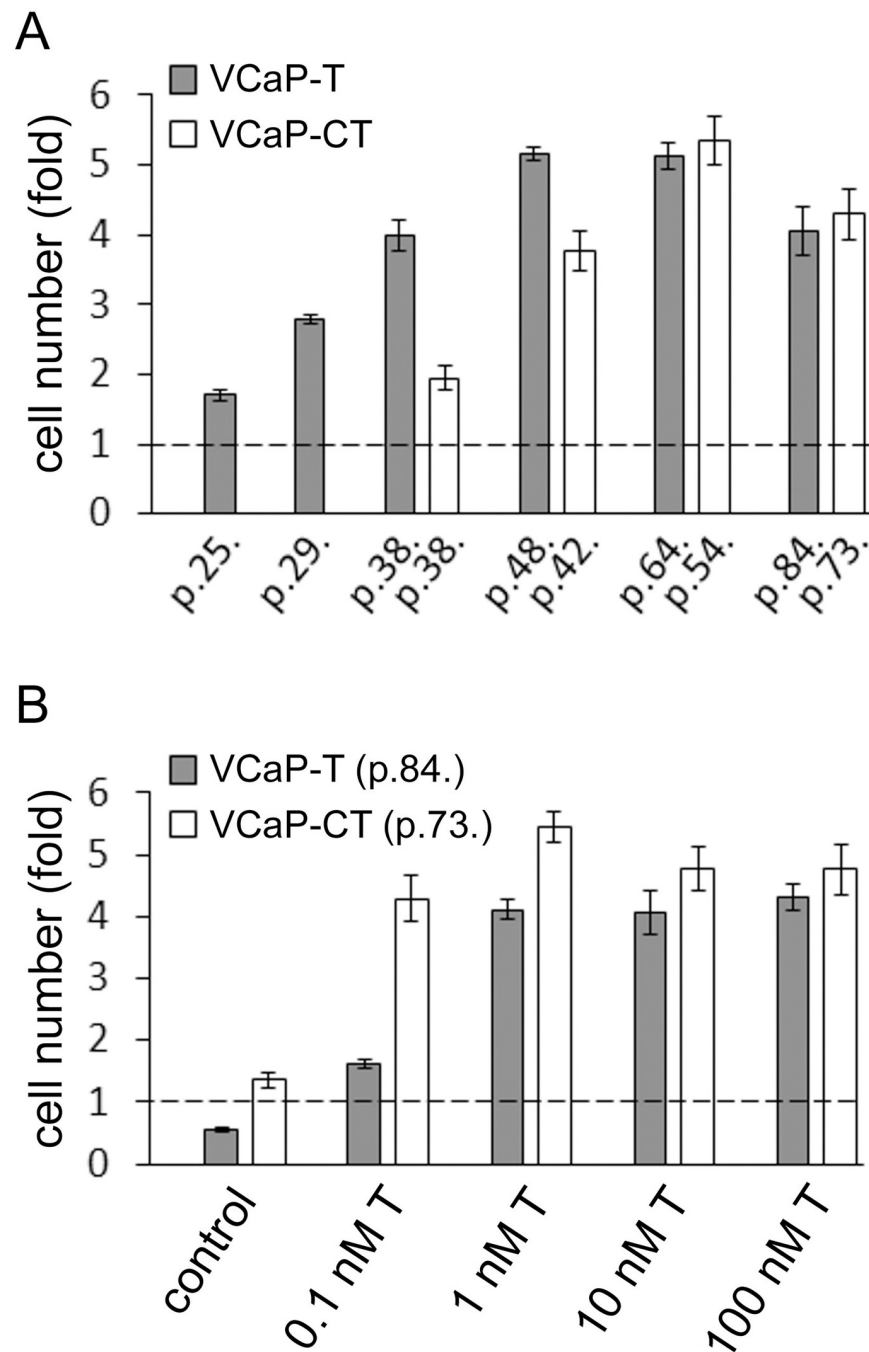 A
VCaP-T
VCaP-CT
cell number (fold)
6
5
4
3
2
1
0
p.25.
p.29.
p.38.
p.38.
p.48.
p.42.
p.64.
p.54.
p.84.
p.73.
B
VCaP-T (p.84.)
VCaP-CT (p.73.)
cell number (fold)
6
5
4
3
2
1
0
control
0.1 nM T
1 nM T
10 nM T
100 nM T